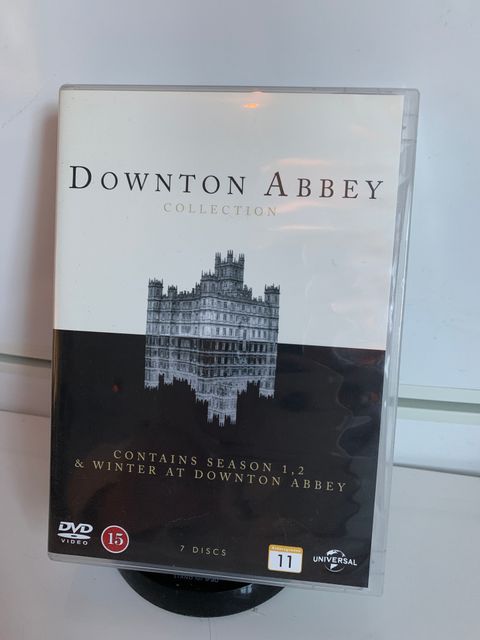 DOWNTON ABBEY
COLLECTION
CONTAINS SEASON 1,2
& WINTER AT DOWNTON ABBEY
DVD
VIDEO
15
7 DISCS
11
UNIVERSAL